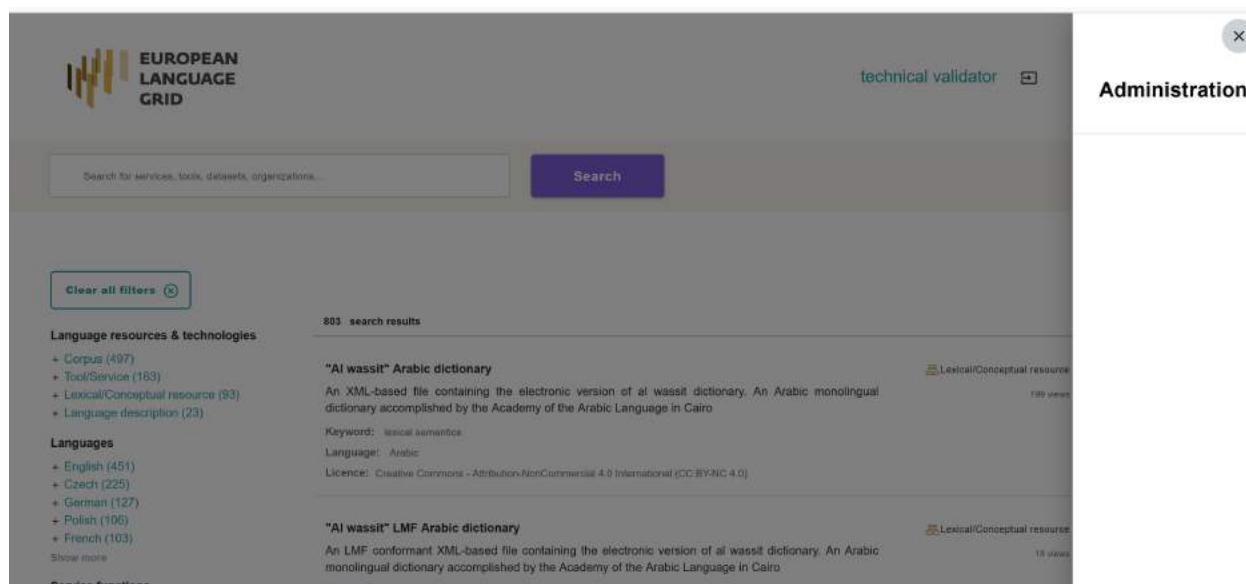 EUROPEAN
LANGUAGE
GRID
technical validator
Administration
Search for services, tools, datasets, organizations...
Search
Clear all filters
803 search results
Language resources & technologies
+ Corpus (497)
+ Tool/Service (163)
+ Lexical/Conceptual resource (93)
+ Language description (23)
Languages
+ English (451)
+ Czech (225)
+ German (127)
+ Polish (106)
+ French (103)
Show more
Service functions
"Al wassit" Arabic dictionary
Lexical/Conceptual resource
An XML-based file containing the electronic version of al wassit dictionary. An Arabic monolingual
199 views
dictionary accomplished by the Academy of the Arabic Language in Cairo
Keyword: lexical semantics
Language: Arabic
Licence: Creative Commons - Attribution-NonCommercial 4.0 International (CC BY-NC 4.0)
"Al wassit" LMF Arabic dictionary
Lexical/Conceptual resource
An LMF conformant XML-based file containing the electronic version of al wassit dictionary. An Arabic
18 views
monolingual dictionary accomplished by the Academy of the Arabic Language in Cairo